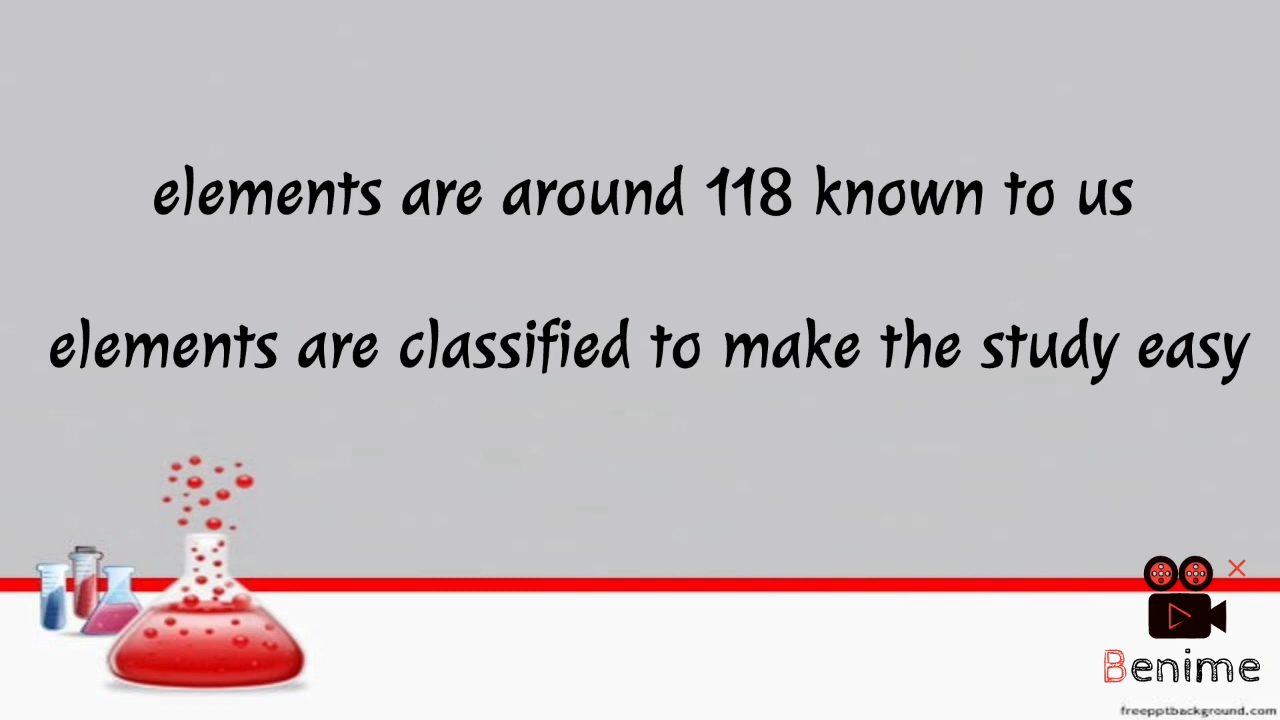 elements are around 118 known to us
elements are classified to make the study easy
Benime
freepptbackground.com